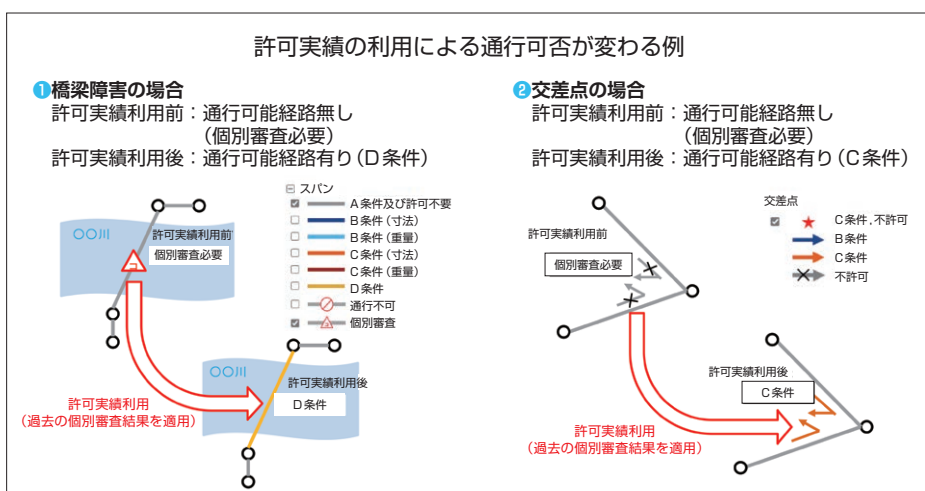 許可実績の利用による通行可否が変わる例
❶橋梁障害の場合
許可実績利用前：通行可能経路無し
（個別審査必要）
許可実績利用後：通行可能経路有り（D条件）
スパン
A条件及び許可不要
B条件（寸法）
B条件（重量）
C条件（寸法）
C条件（重量）
D条件
通行不可
個別審査
〇〇川
許可実績利用前
個別審査必要
コ
〇〇川
許可実績利用後
D条件
許可実績利用
（過去の個別審査結果を適用）
❷交差点の場合
許可実績利用前：通行可能経路無し
（個別審査必要）
許可実績利用後：通行可能経路有り（C条件）
交差点
C条件，不許可
B条件
C条件
不許可
許可実績利用前
個別審査必要
許可実績利用後
C条件
許可実績利用
（過去の個別審査結果を適用）